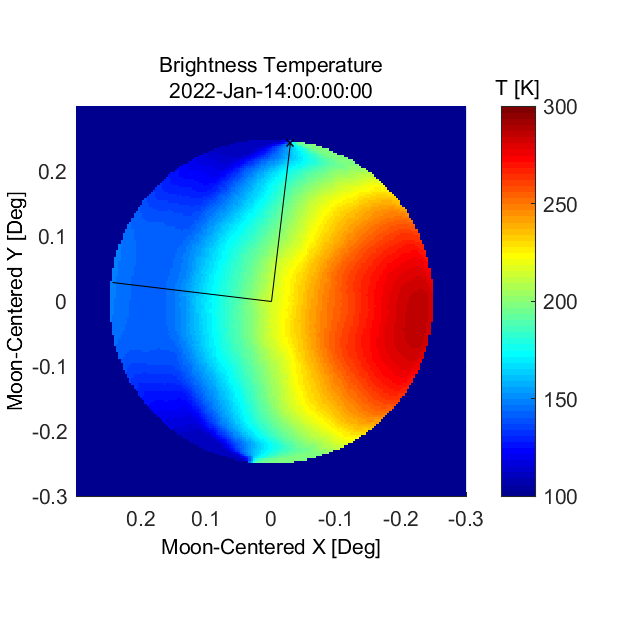 Brightness Temperature
2022-Jan-14:00:00:00
T [K]
300
250
200
150
100
Moon-Centered Y [Deg]
0.2
0.1
0
-0.1
-0.2
-0.3
0.2 0.1 0 -0.1 -0.2 -0.3
Moon-Centered X [Deg]